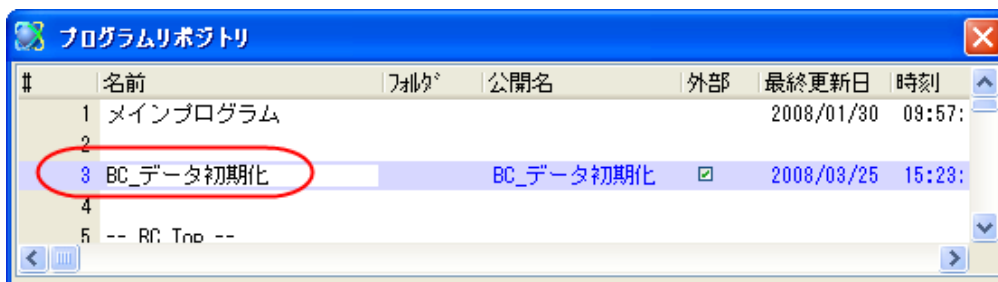 プログラムリポジトリ
# 名前 フォルダ 公開名 外部 最終更新日 時刻
1 メインプログラム 2008/01/30 09:57:
2
3 BC_データ初期化 BC_データ初期化 2008/03/25 15:23:
4
5 -- BC Top --